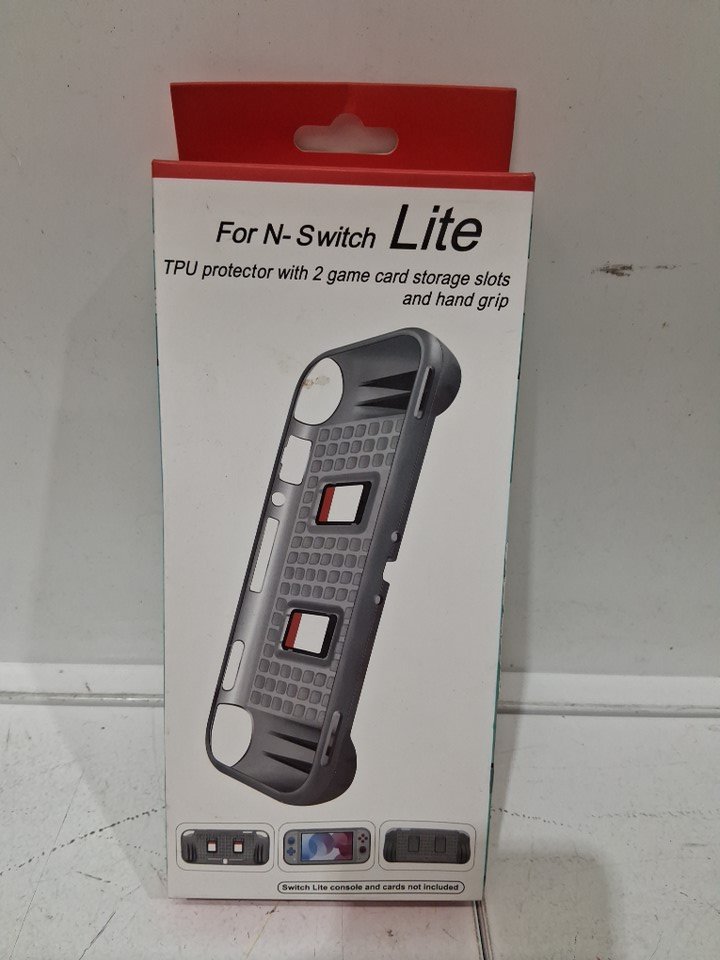 For N-Switch Lite
TPU protector with 2 game card storage slots
and hand grip
Switch Lite console and cards not included